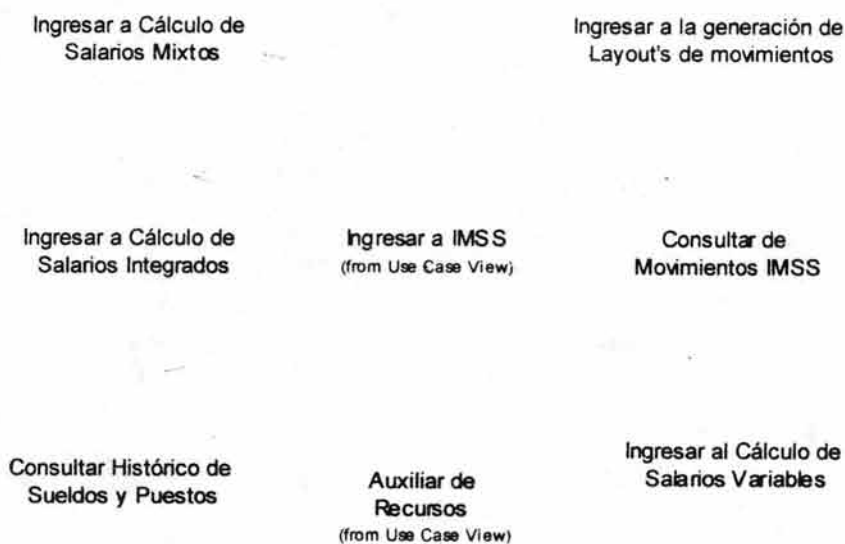 Ingresar a Cálculo de
Salarios Mixtos
Ingresar a la generación de
Layout's de movimientos
Ingresar a Cálculo de
Salarios Integrados
Ingresar a IMSS
(from Use Case View)
Consultar de
Movimientos IMSS
Consultar Histórico de
Sueldos y Puestos
Auxiliar de
Recursos
(from Use Case View)
Ingresar al Cálculo de
Salarios Variables